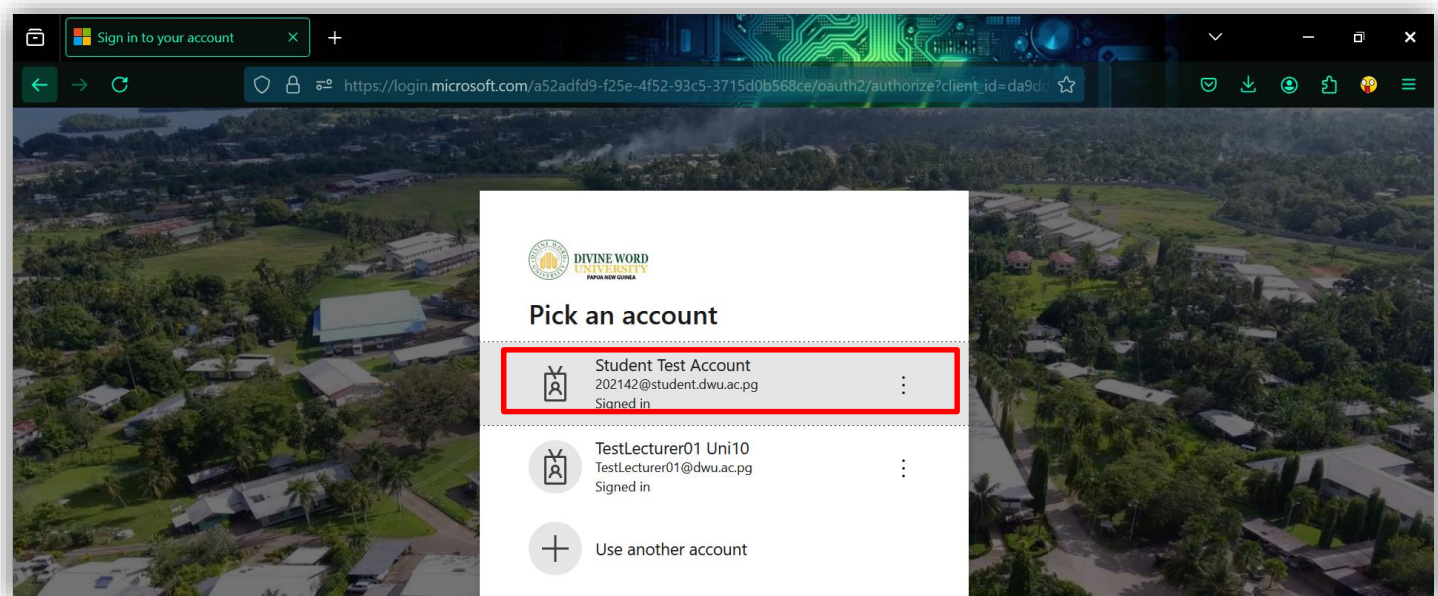 Sign in to your account
https://login.microsoft.com/a52adfd9-f25e-4f52-93c5-3715d0b568ce/oauth2/authorize?client_id=da9dd
DIVINE WORD
UNIVERSITY
PAPUA NEW GUINEA
Pick an account
Student Test Account
202142@student.dwu.ac.pg
Signed in
TestLecturer01 Uni10
TestLecturer01@dwu.ac.pg
Signed in
Use another account